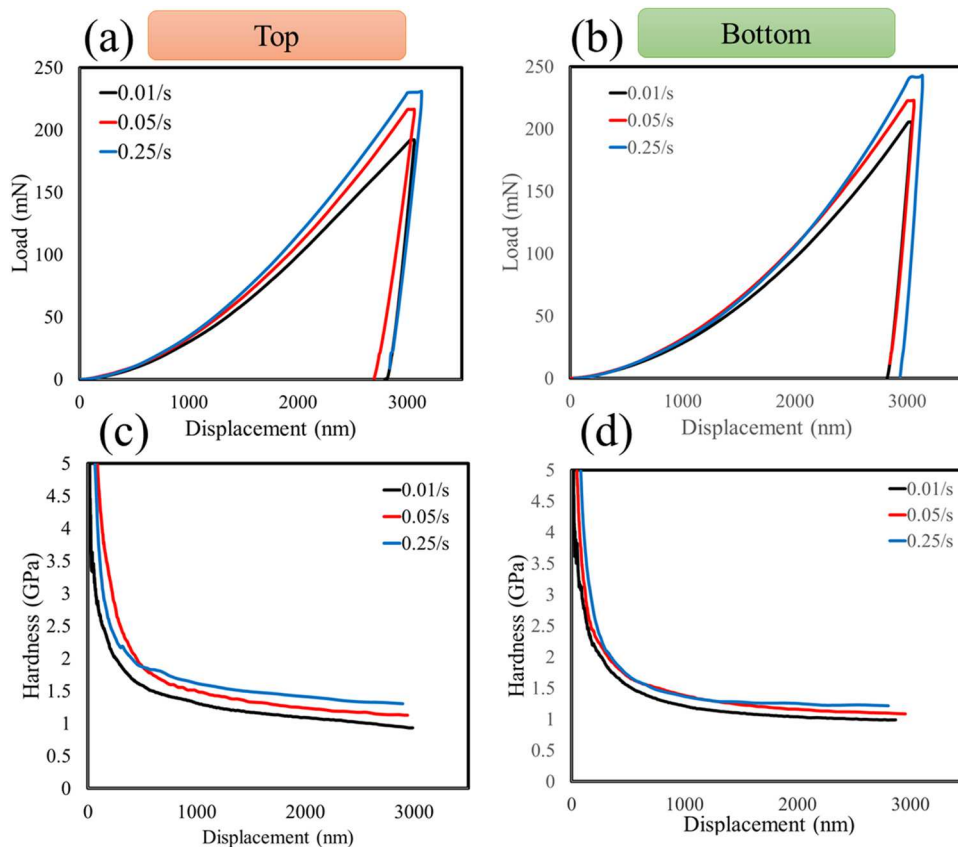 (a) Top
250
200
150
100
50
0
Load (mN)
0.01/s
0.05/s
0.25/s
0 1000 2000 3000
Displacement (nm)
(b) Bottom
250
200
150
100
50
0
Load (mN)
0.01/s
0.05/s
0.25/s
0 1000 2000 3000
Displacement (nm)
(c)
5
4.5
4
3.5
3
2.5
2
1.5
1
0.5
0
Hardness (GPa)
0.01/s
0.05/s
0.25/s
0 1000 2000 3000
Displacement (nm)
(d)
5
4.5
4
3.5
3
2.5
2
1.5
1
0.5
0
Hardness (GPa)
0.01/s
0.05/s
0.25/s
0 1000 2000 3000
Displacement (nm)